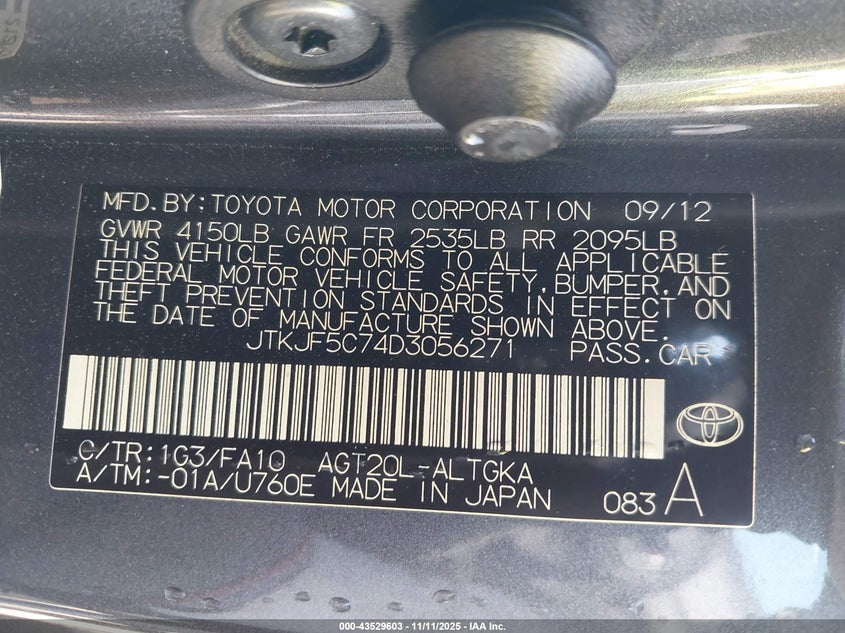 MFD.BY:TOYOTA MOTOR CORPORATION 09/12
GVWR 4150LB GAWR FR 2535LB RR 2095LB
THIS VEHICLE CONFORMS TO ALL APPLICABLE
FEDERAL MOTOR VEHICLE SAFETY,BUMPER,AND
THEFT PREVENTION STANDARDS IN EFFECT ON
THE DATE OF MANUFACTURE SHOWN ABOVE.
JTKJF5C74D3056271 PASS.CAR
C/TR:1G3/FA10 AGT20L-ALTGKA
A/TM:-01A/U760E MADE IN JAPAN 083 A
000-43529603 - 11/11/2025 - IAA Inc.